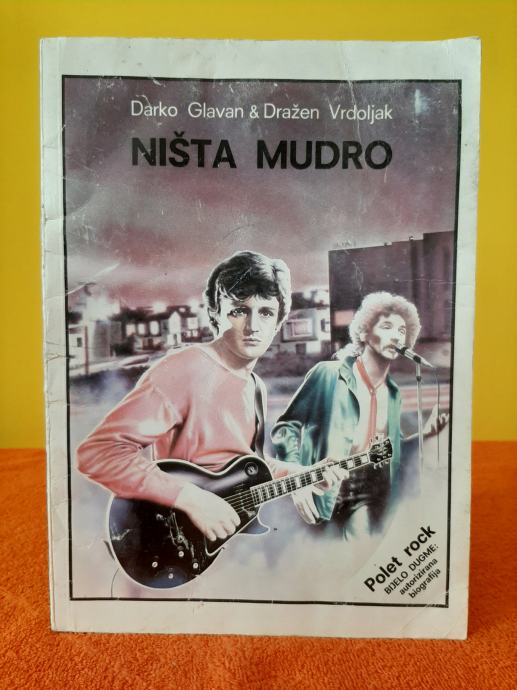 Darko Glavan & Dražen Vrdoljak
NIŠTA MUDRO
Polet rock
BIJELO DUGME:
autorizirana
biografija